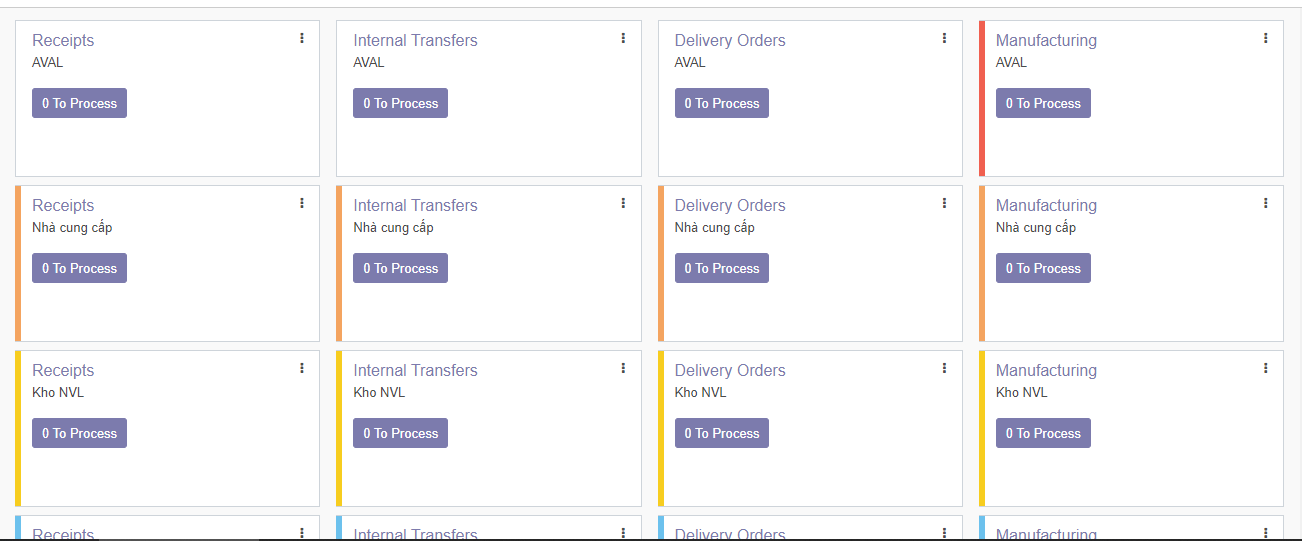 Receipts
AVAL
0 To Process
Internal Transfers
AVAL
0 To Process
Delivery Orders
AVAL
0 To Process
Manufacturing
AVAL
0 To Process
Receipts
Nhà cung cấp
0 To Process
Internal Transfers
Nhà cung cấp
0 To Process
Delivery Orders
Nhà cung cấp
0 To Process
Manufacturing
Nhà cung cấp
0 To Process
Receipts
Kho NVL
0 To Process
Internal Transfers
Kho NVL
0 To Process
Delivery Orders
Kho NVL
0 To Process
Manufacturing
Kho NVL
0 To Process
Receipts
Internal Transfers
Delivery Orders
Manufacturing